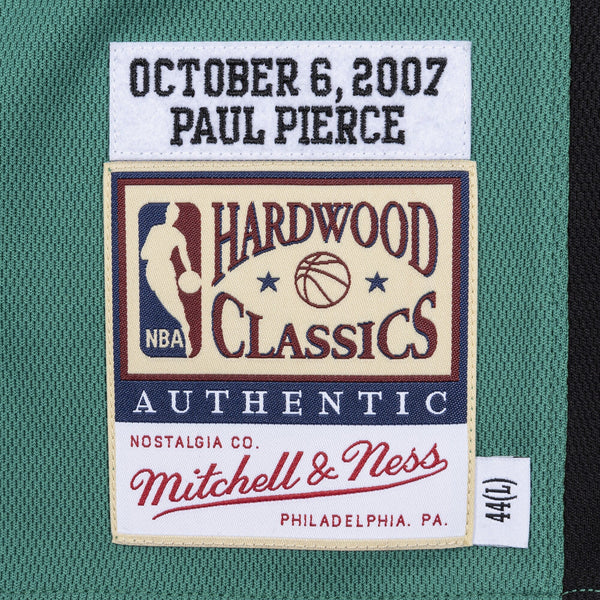 OCTOBER 6, 2007
PAUL PIERCE
HARDWOOD
CLASSICS
NBA
AUTHENTIC
NOSTALGIA CO.
Mitchell & Ness
PHILADELPHIA. PA.
44(L)